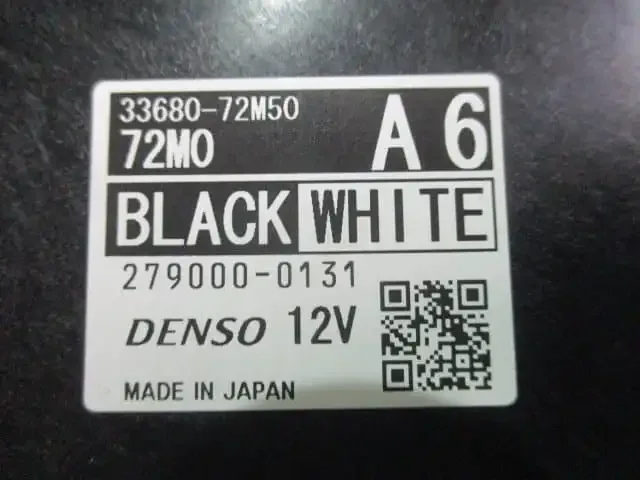 33680-72M50
72M0 A 6
BLACK WHITE
279000-0131
DENSO 12V
MADE IN JAPAN